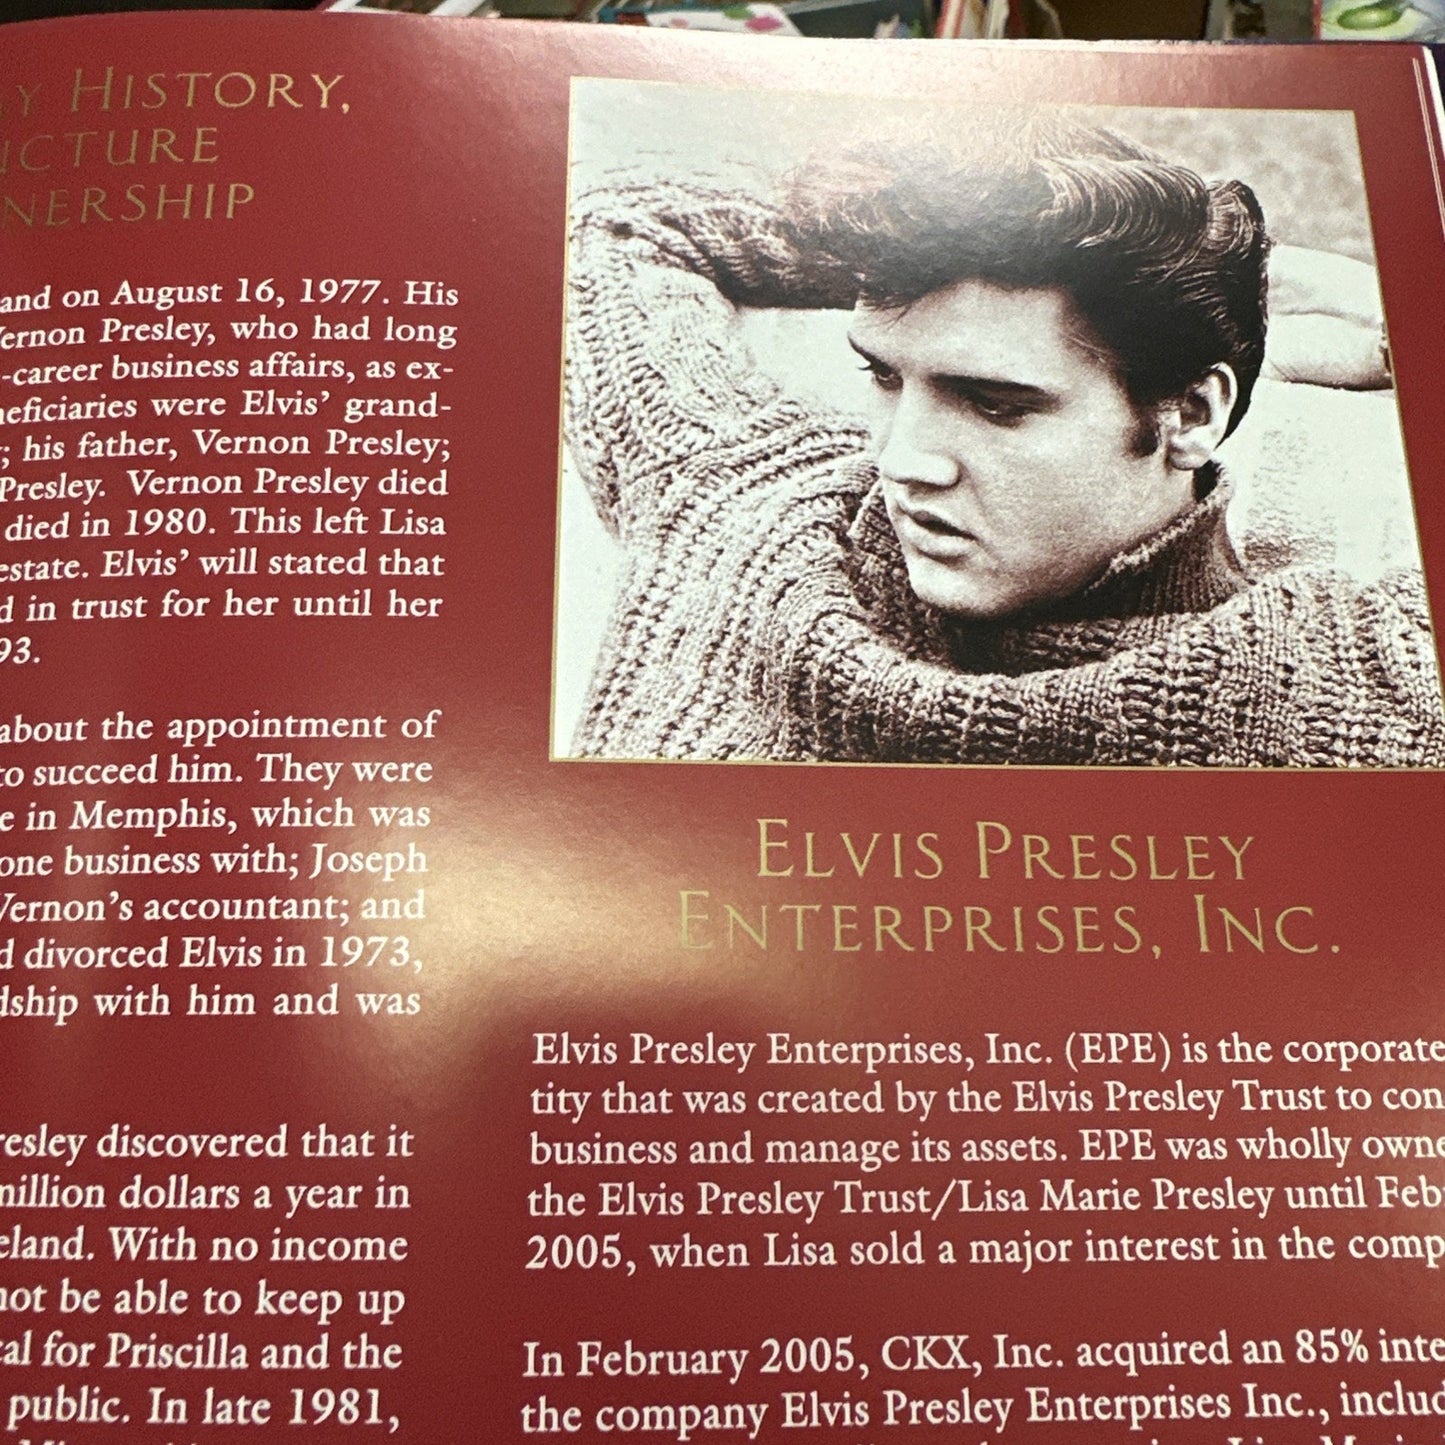 HISTORY,
UCTURE
NERSHIP
and on August 16, 1977. His
Vernon Presley, who had long
-career business affairs, as ex-
neficiaries were Elvis’ grand-
; his father, Vernon Presley;
Presley. Vernon Presley died
died in 1980. This left Lisa
estate. Elvis’ will stated that
d in trust for her until her
93.
about the appointment of
to succeed him. They were
e in Memphis, which was
one business with; Joseph
Vernon’s accountant; and
d divorced Elvis in 1973,
dship with him and was
resley discovered that it
million dollars a year in
eland. With no income
not be able to keep up
cal for Priscilla and the
public. In late 1981,
ELVIS PRESLEY
ENTERPRISES, INC.
Elvis Presley Enterprises, Inc. (EPE) is the corporate
tity that was created by the Elvis Presley Trust to con
business and manage its assets. EPE was wholly owne
the Elvis Presley Trust/Lisa Marie Presley until Feb
2005, when Lisa sold a major interest in the comp
In February 2005, CKX, Inc. acquired an 85% inte
the company Elvis Presley Enterprises Inc., includ